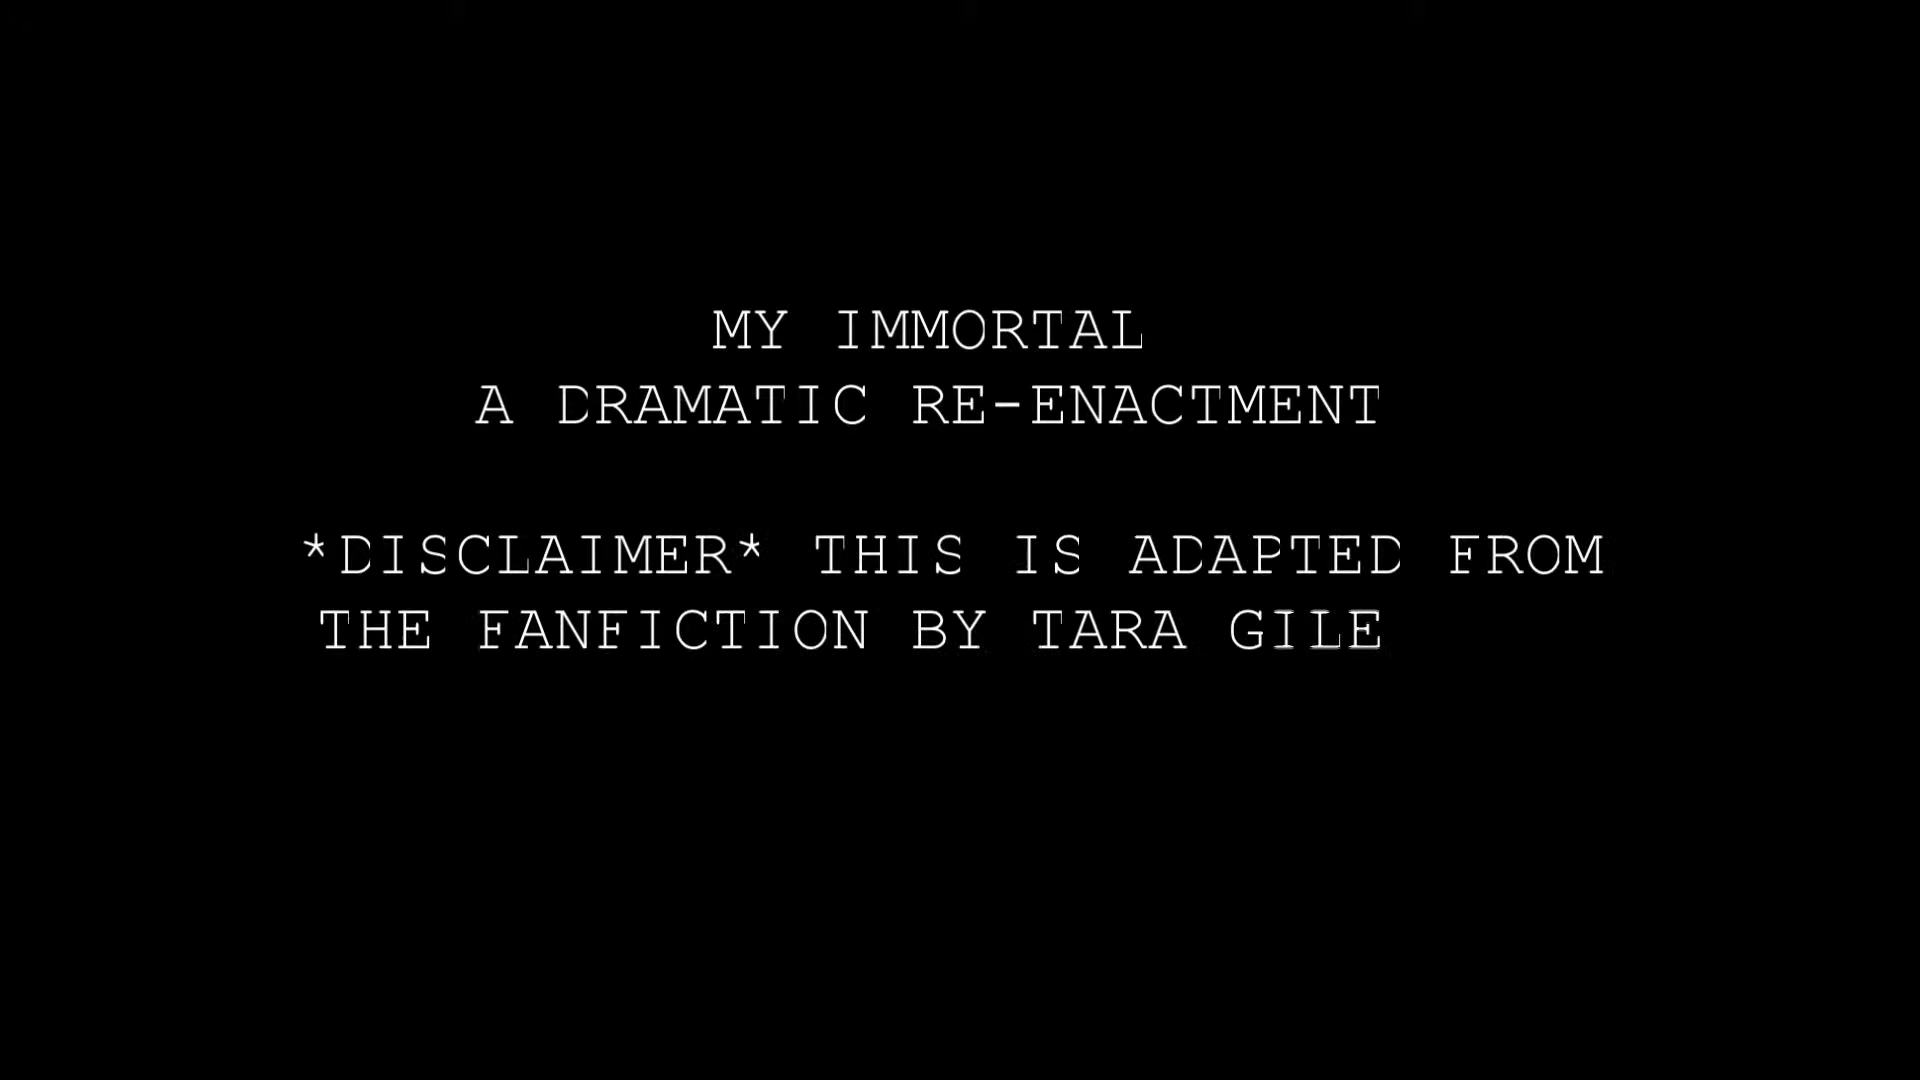 MY IMMORTAL
A DRAMATIC RE-ENACTMENT
*DISCLAIMER* THIS IS ADAPTED FROM
THE FANFICTION BY TARA GILE